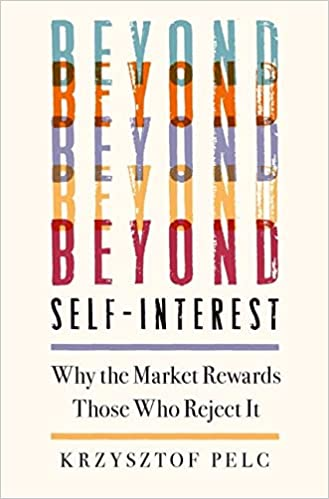 BEYOND
BEYOND
BEYOND
BEYOND
BEYOND
SELF-INTEREST
Why the Market Rewards
Those Who Reject It
KRZYSZTOF PELC